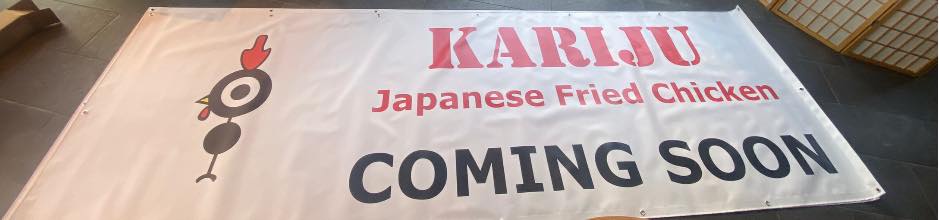 KARIJU
Japanese Fried Chicken
COMING SOON